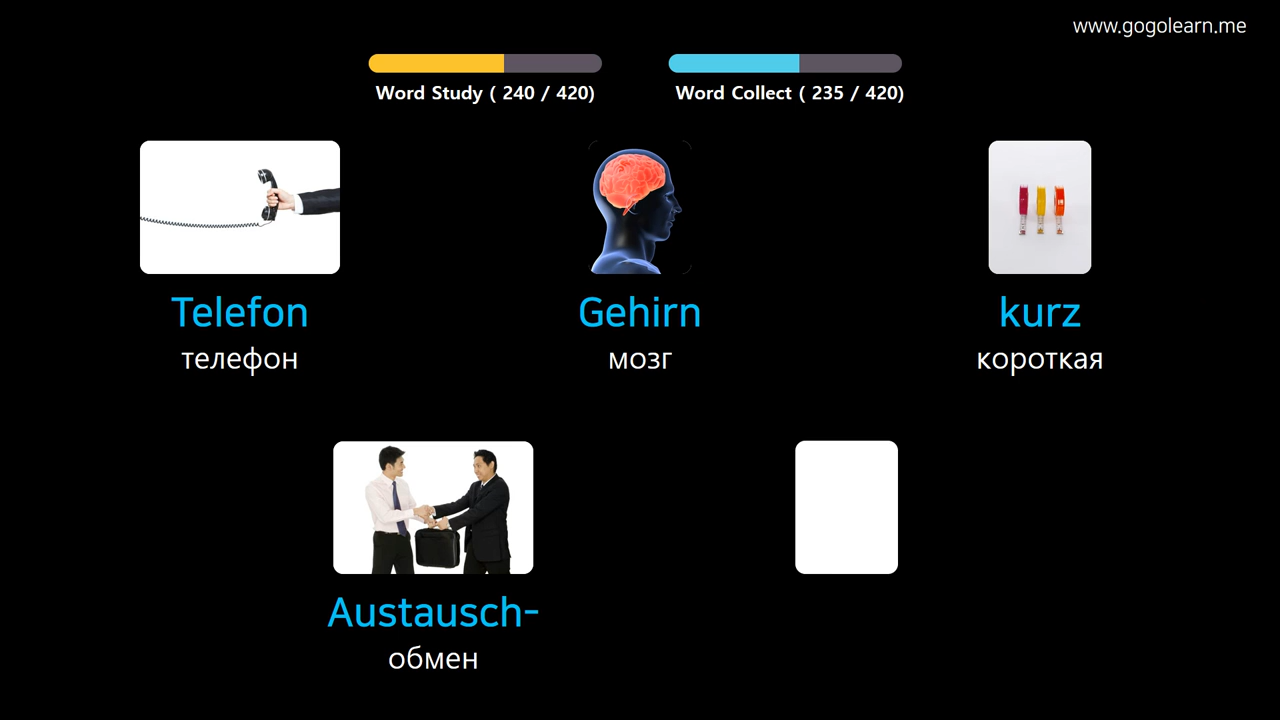 www.gogolearn.me
Word Study ( 240 / 420)
Word Collect ( 235 / 420)
Telefon
телефон
Gehirn
мозг
kurz
короткая
Austausch-
обмен